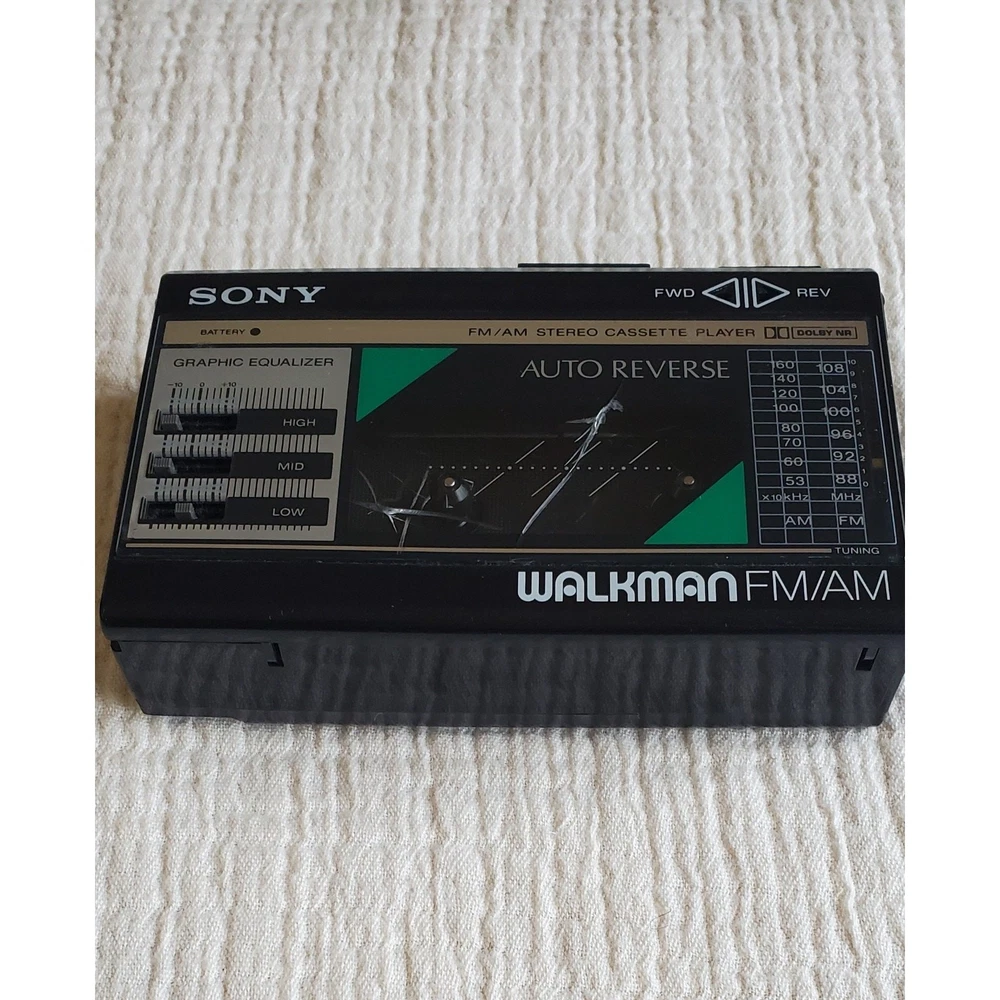 SONY
FWD REV
BATTERY
FM/AM STEREO CASSETTE PLAYER DOLBY NR
GRAPHIC EQUALIZER
-10 0 +10
HIGH
MID
LOW
AUTO REVERSE
160 108 10
140 104
120 100
100 96
80 92
70 88
60
53
x10kHz MHz
AM FM
TUNING
WALKMAN FM/AM